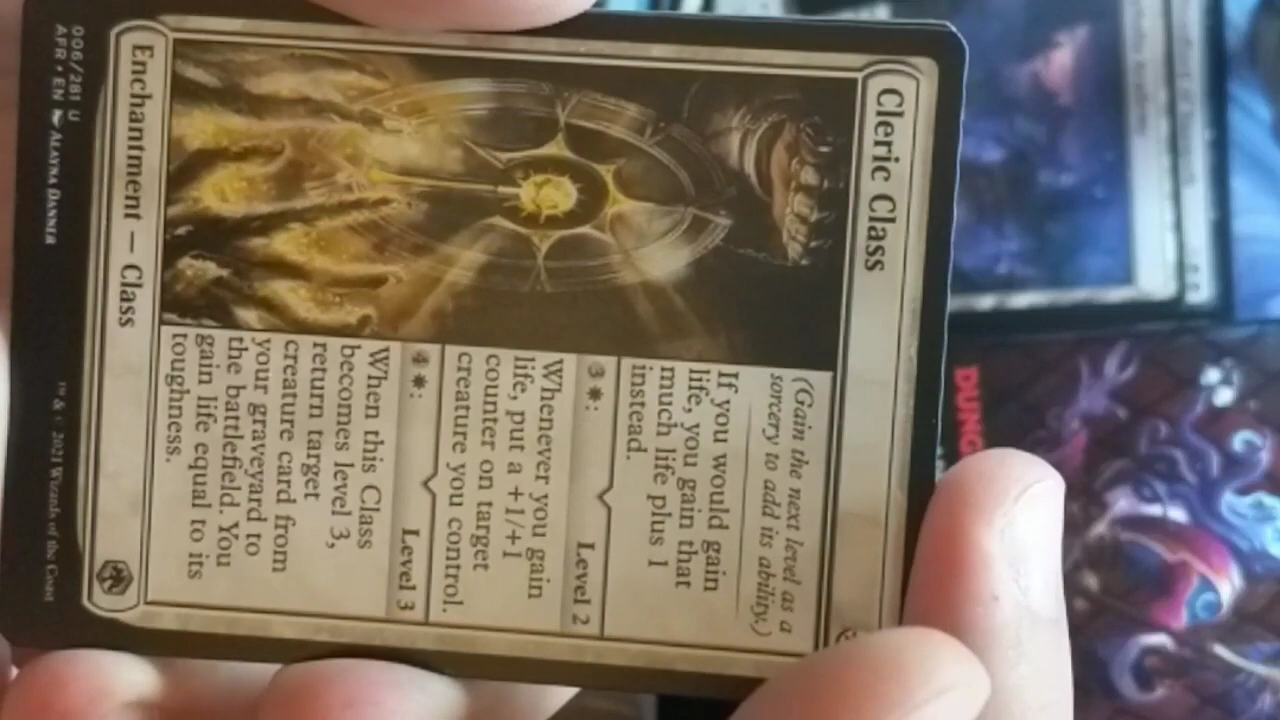 Cleric Class
(Gain the next level as a
sorcery to add its ability.)
If you would gain
life, you gain that
much life plus 1
instead.
3 : Level 2
Whenever you gain
life, put a +1/+1
counter on target
creature you control.
4 : Level 3
When this Class
becomes level 3,
return target
creature card from
your graveyard to
the battlefield. You
gain life equal to its
toughness.
Enchantment — Class
006/281 U
AFR • EN ALAYNA DANNER
™ & © 2021 Wizards of the Coast
DUNG